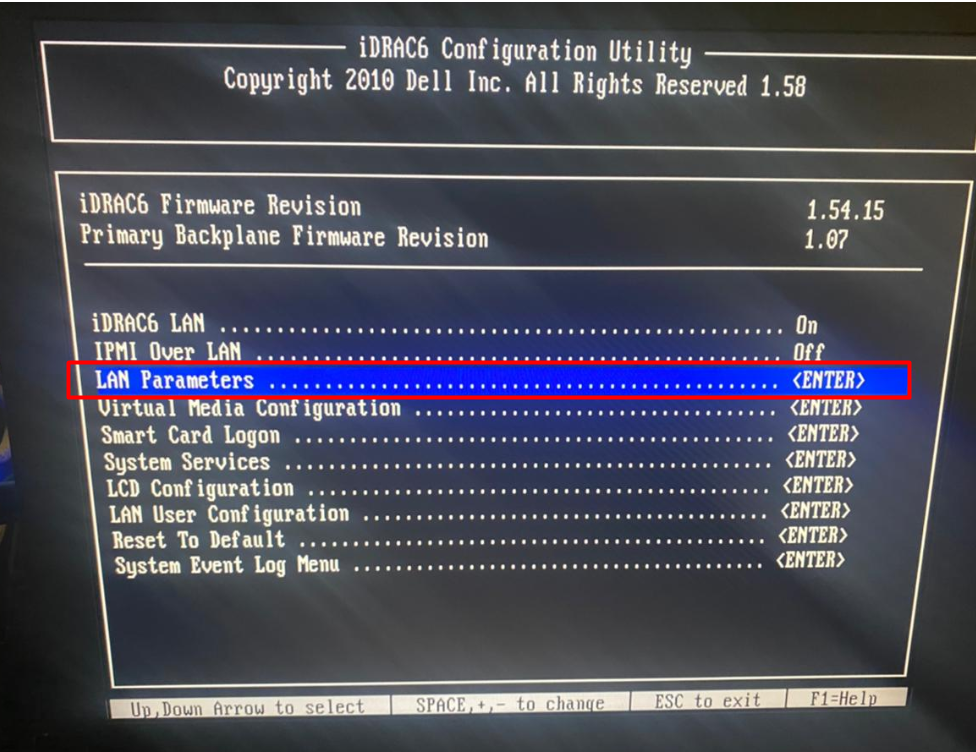 iDRAC6 Configuration Utility
Copyright 2010 Dell Inc. All Rights Reserved 1.58
iDRAC6 Firmware Revision 1.54.15
Primary Backplane Firmware Revision 1.07
iDRAC6 LAN ........................................................ On
IPMI Over LAN .................................................... Off
LAN Parameters .................................................. <ENTER>
Virtual Media Configuration ..................................... <ENTER>
Smart Card Logon ................................................ <ENTER>
System Services ................................................. <ENTER>
LCD Configuration ............................................... <ENTER>
LAN User Configuration .......................................... <ENTER>
Reset To Default ................................................ <ENTER>
System Event Log Menu ........................................... <ENTER>
Up,Down Arrow to select SPACE,+,- to change ESC to exit F1=Help